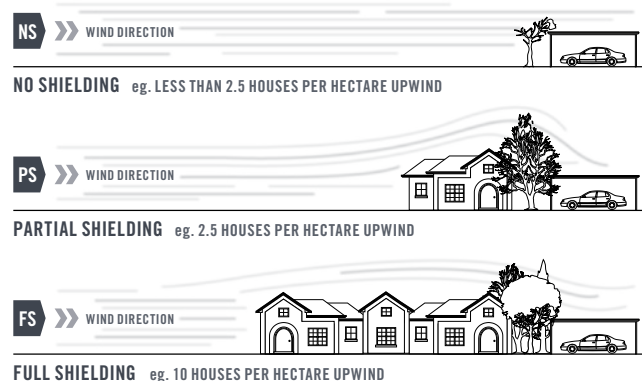 NS WIND DIRECTION
NO SHIELDING eg. LESS THAN 2.5 HOUSES PER HECTARE UPWIND
PS WIND DIRECTION
PARTIAL SHIELDING eg. 2.5 HOUSES PER HECTARE UPWIND
FS WIND DIRECTION
FULL SHIELDING eg. 10 HOUSES PER HECTARE UPWIND